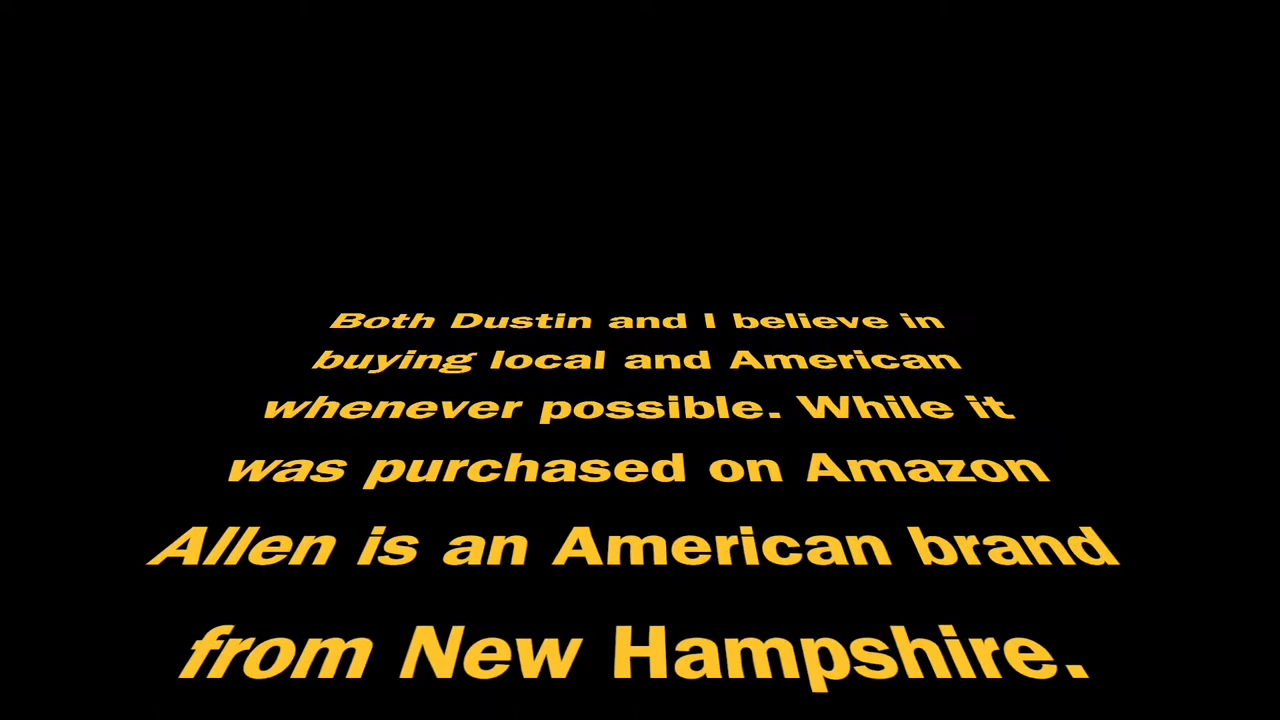 Both Dustin and I believe in
buying local and American
whenever possible. While it
was purchased on Amazon
Allen is an American brand
from New Hampshire.